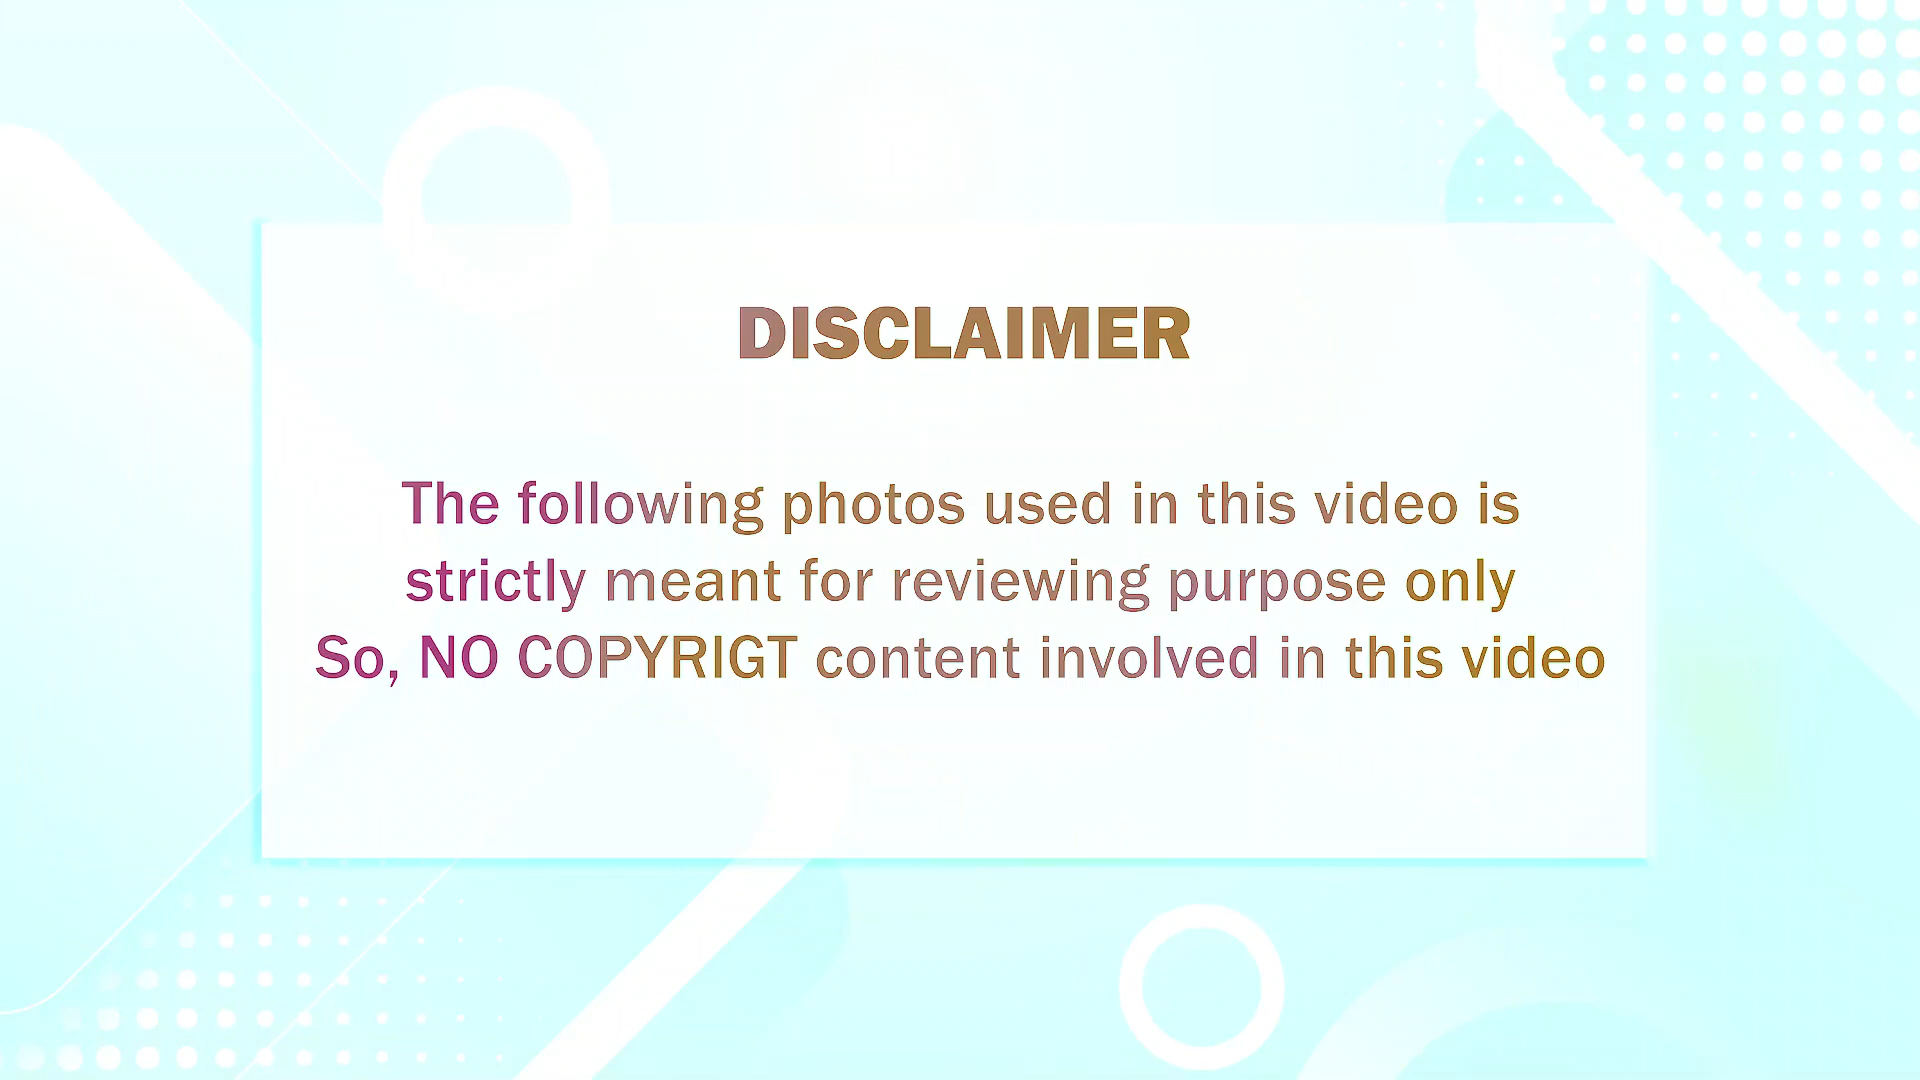 DISCLAIMER
The following photos used in this video is
strictly meant for reviewing purpose only
So, NO COPYRIGT content involved in this video